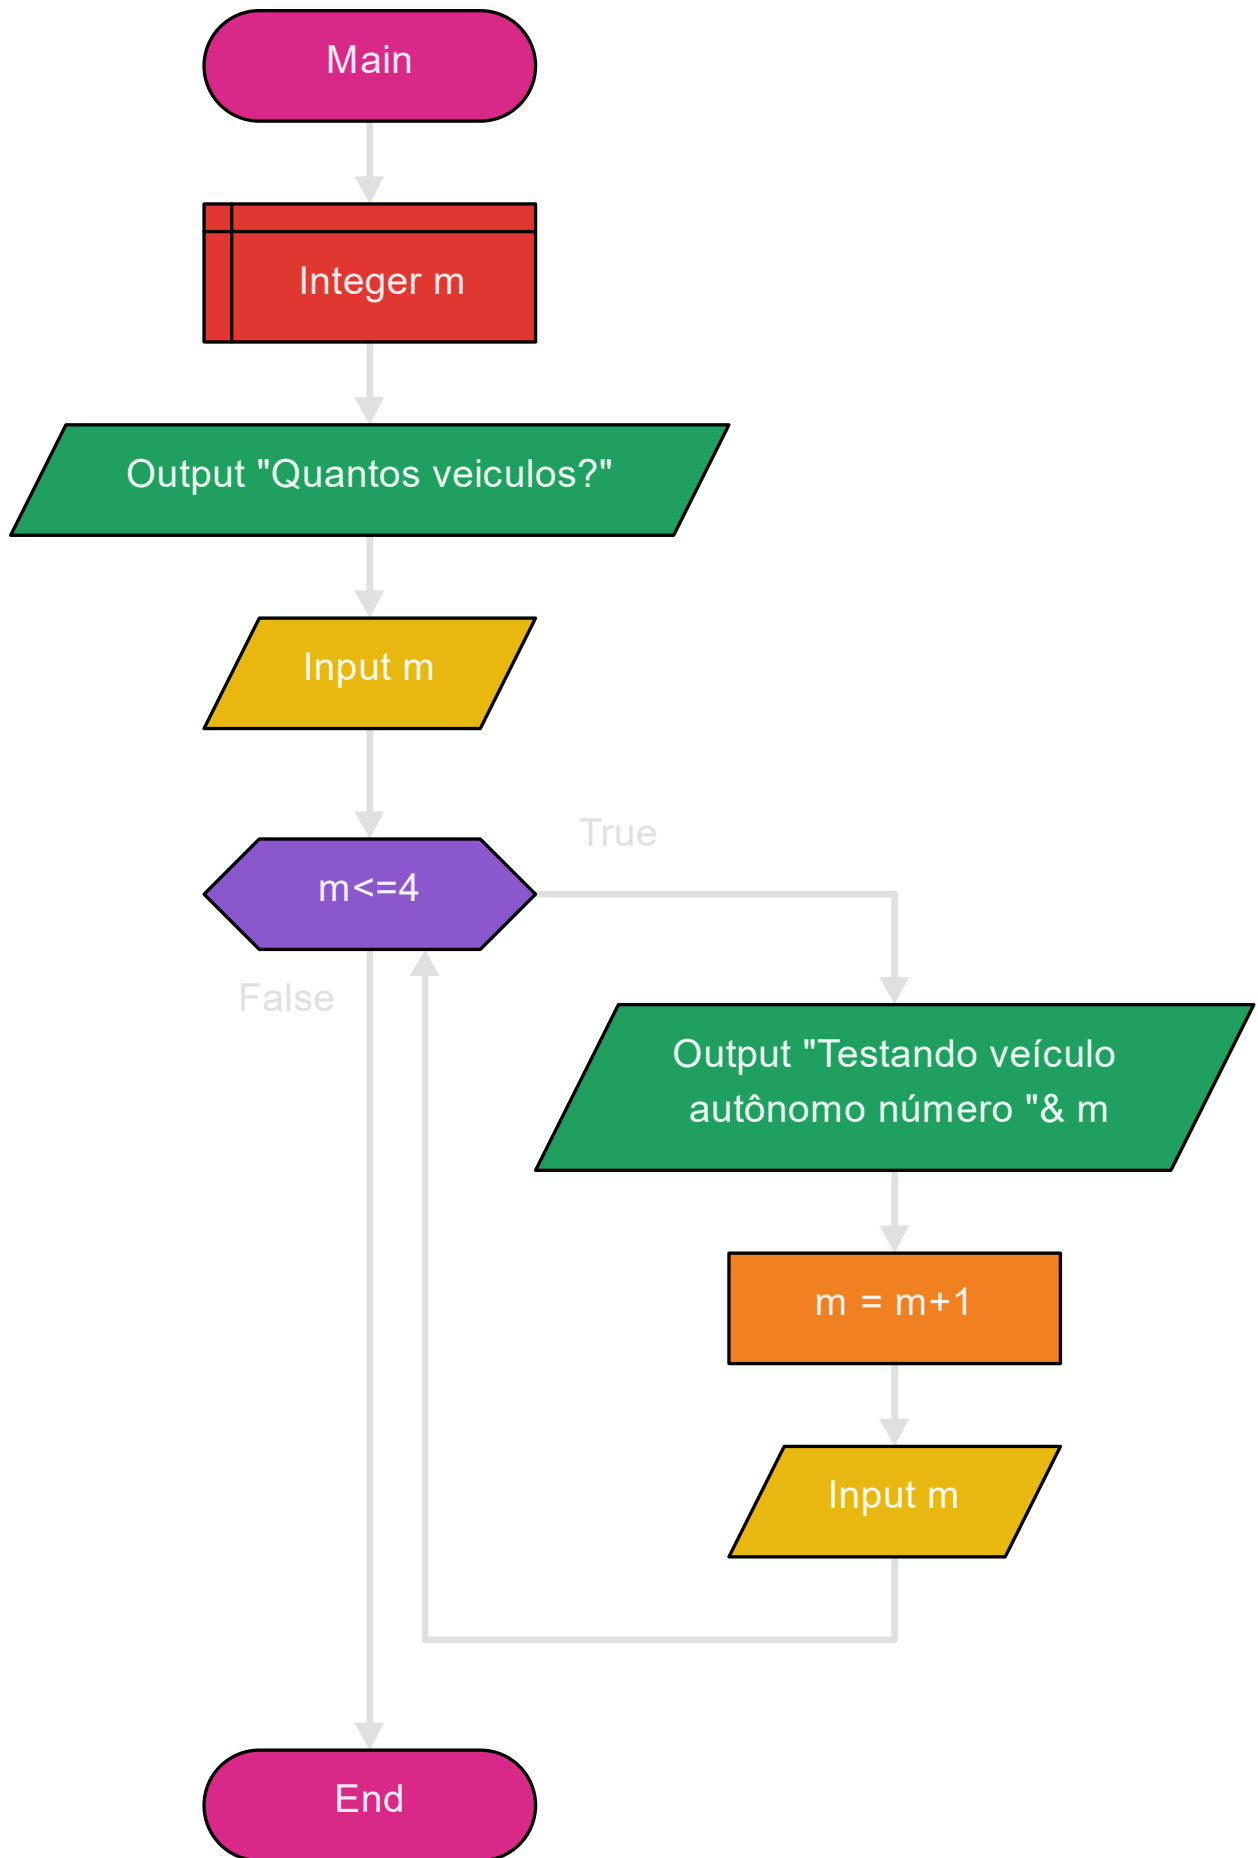 Main
Integer m
Output "Quantos veiculos?"
Input m
m<=4
True
False
Output "Testando veículo
autônomo número "& m
m = m+1
Input m
End